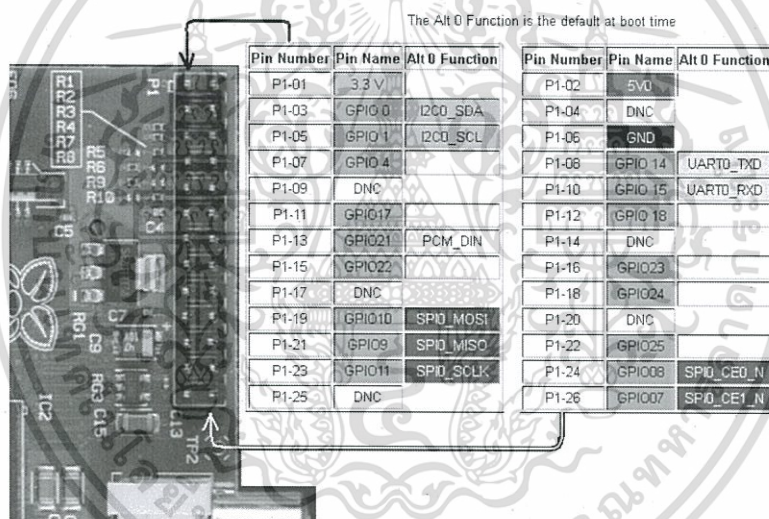 The Alt 0 Function is the default at boot time
Pin Number Pin Name Alt 0 Function
P1-01 3.3 V
P1-03 GPIO 0 I2C0_SDA
P1-05 GPIO 1 I2C0_SCL
P1-07 GPIO 4
P1-09 DNC
P1-11 GPIO17
P1-13 GPIO21 PCM_DIN
P1-15 GPIO22
P1-17 DNC
P1-19 GPIO10 SPI0_MOSI
P1-21 GPIO9 SPI0_MISO
P1-23 GPIO11 SPI0_SCLK
P1-25 DNC
Pin Number Pin Name Alt 0 Function
P1-02 5V0
P1-04 DNC
P1-06 GND
P1-08 GPIO 14 UART0_TXD
P1-10 GPIO 15 UART0_RXD
P1-12 GPIO 18
P1-14 DNC
P1-16 GPIO23
P1-18 GPIO24
P1-20 DNC
P1-22 GPIO25
P1-24 GPIO08 SPI0_CE0_N
P1-26 GPIO07 SPI0_CE1_N
P1
R1
R2
R3
R4
R7
R8
R5
R6
R9
R10
C5
C4
RG1
C7
C9
RG3
C15
C13
IC2
TP2